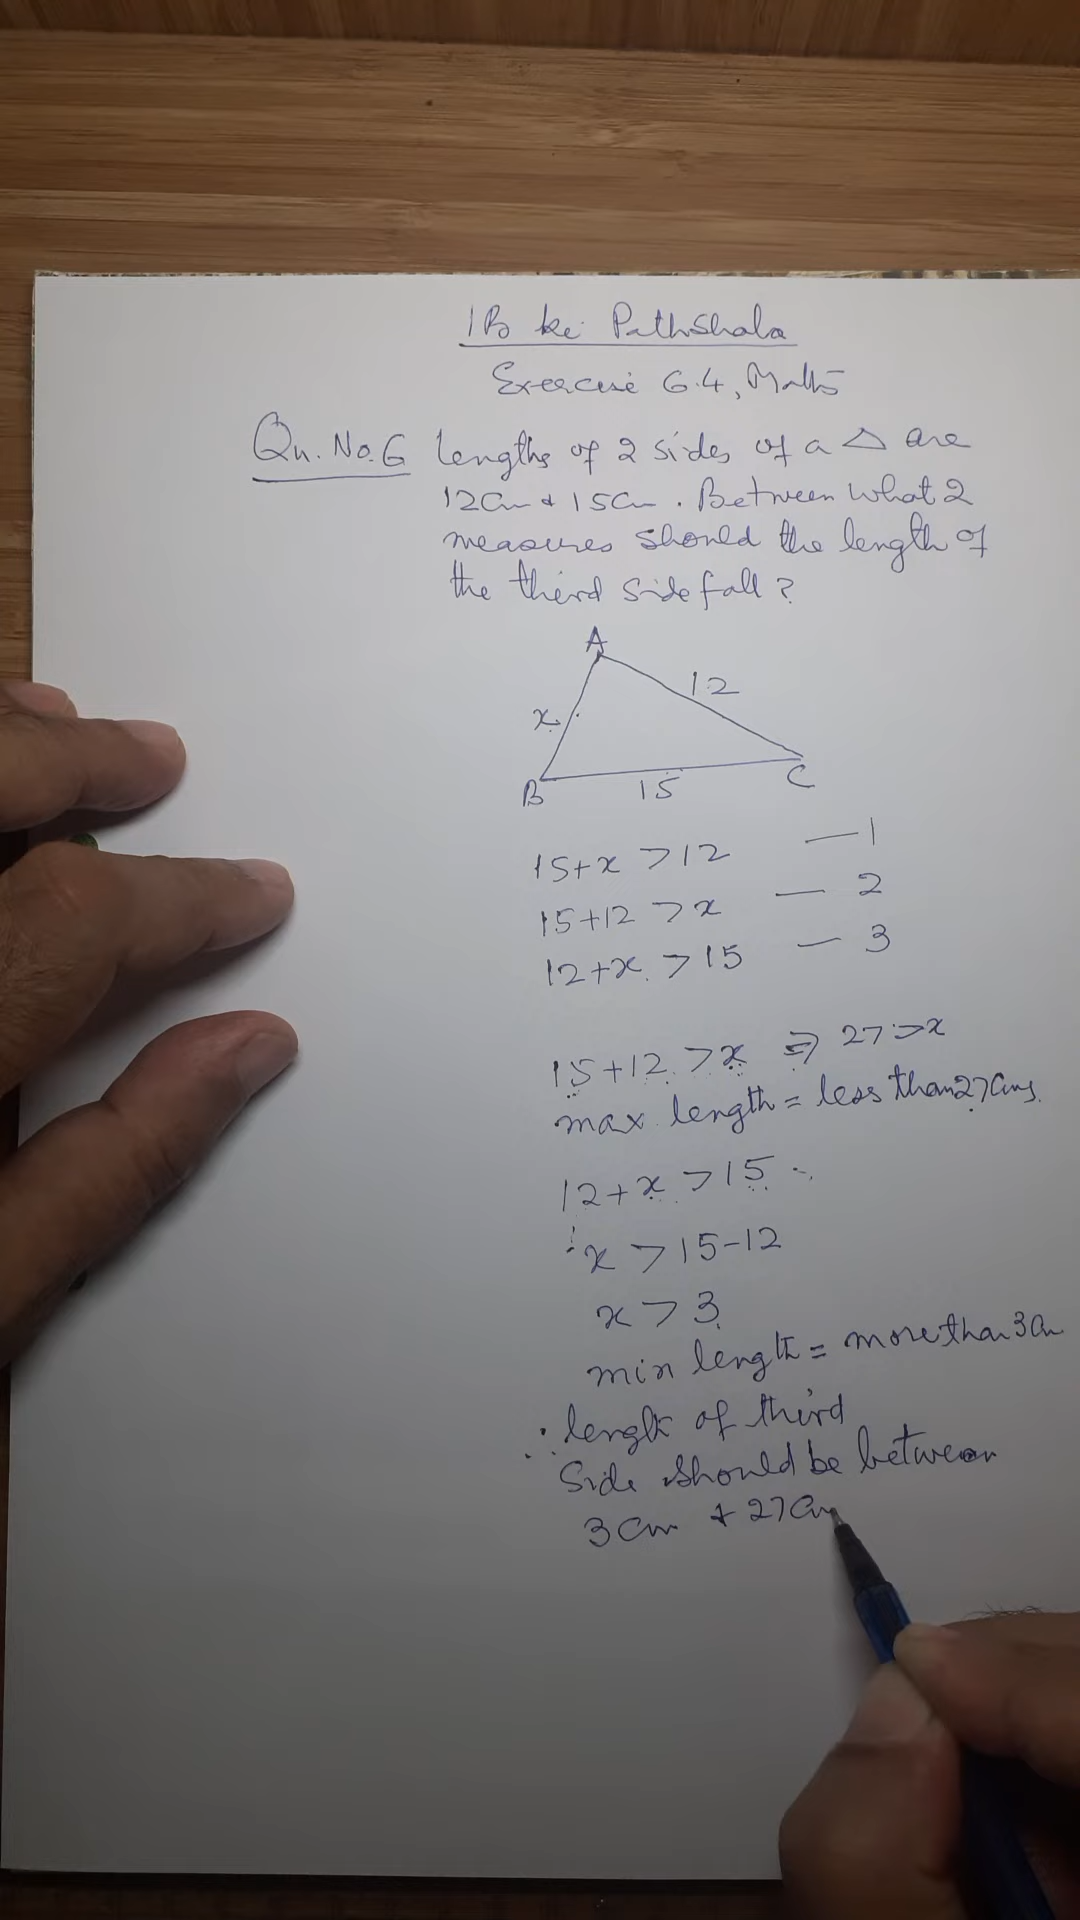 IB ki Pathshala
Exercise 6.4, Maths
Qn. No.6 Lengths of 2 sides of a △ are
12cm & 15cm. Between what 2
measures should the length of
the third side fall?
A
12
x
B
15
C
15+x >12 — 1
15+12 >x — 2
12+x >15 — 3
15+12 >x ⇒ 27>x
max length = less than 27cms.
12+x >15
x >15-12
x >3
min length = more than 3cm
∴ length of third
side should be between
3cm & 27cm